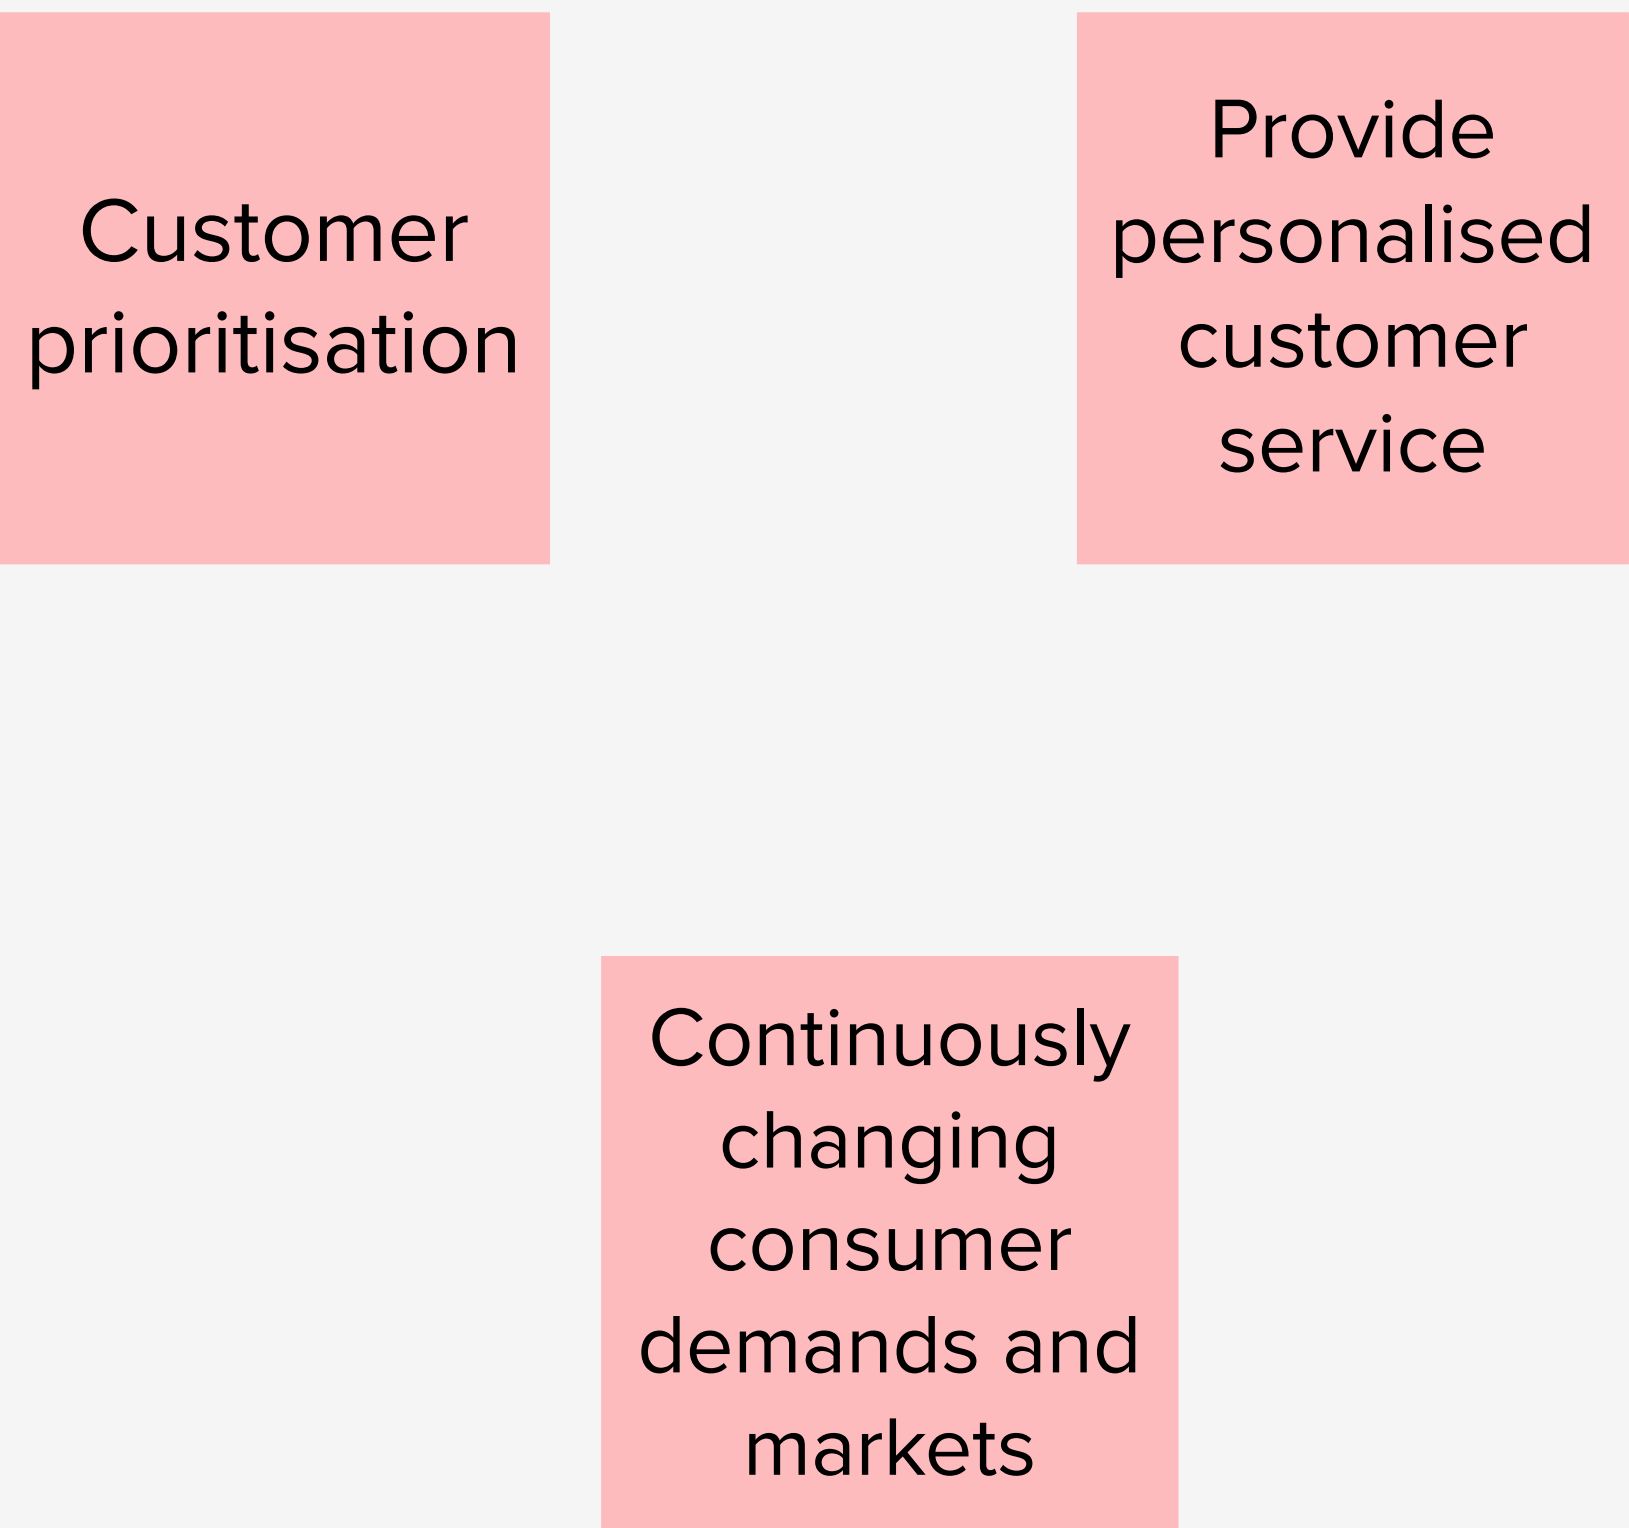 Customer
prioritisation
Provide
personalised
customer
service
Continuously
changing
consumer
demands and
markets